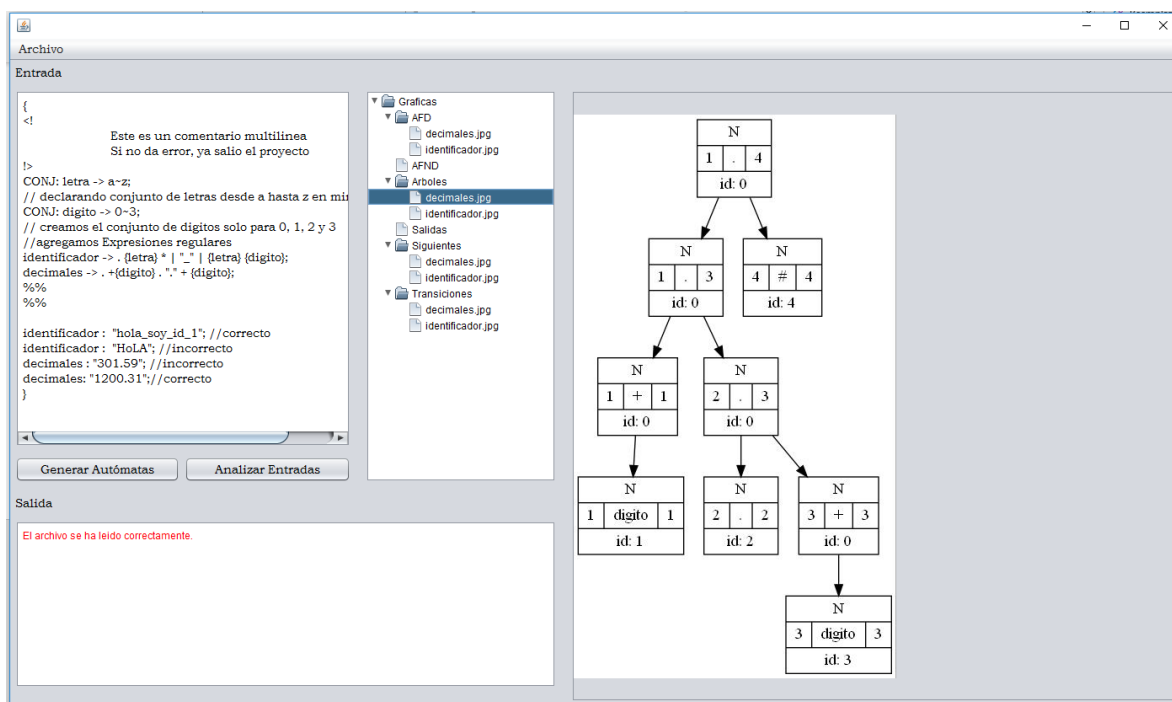 Archivo
Entrada
{
<!
Este es un comentario multilinea
Si no da error, ya salio el proyecto
!>
CONJ: letra -> a~z;
// declarando conjunto de letras desde a hasta z en
CONJ: digito -> 0~3;
// creamos el conjunto de digitos solo para 0, 1, 2 y 3
//agregamos Expresiones regulares
identificador -> . {letra} * | "_" | {letra} {digito};
decimales -> . +{digito} . "." + {digito};
%%
%%
identificador : "hola_soy_id_1"; //correcto
identificador : "HoLA"; //incorrecto
decimales : "301.59"; //incorrecto
decimales: "1200.31";//correcto
}
Generar Autómatas
Analizar Entradas
Salida
El archivo se ha leido correctamente.
Graficas
AFD
decimales.jpg
identificador.jpg
AFND
Arboles
decimales.jpg
identificador.jpg
Salidas
Siguientes
decimales.jpg
identificador.jpg
Transiciones
decimales.jpg
identificador.jpg
N
1 . 4
id: 0
N
1 . 3
id: 0
N
4 # 4
id: 4
N
1 + 1
id: 0
N
2 . 3
id: 0
N
1 digito 1
id: 1
N
2 . 2
id: 2
N
3 + 3
id: 0
N
3 digito 3
id: 3